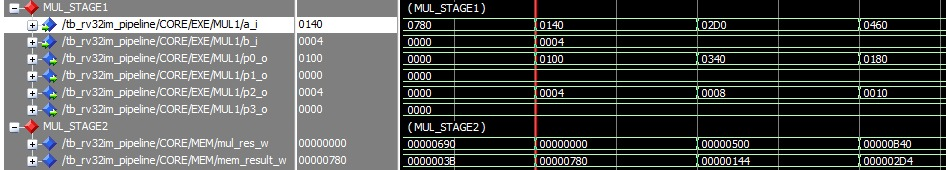 MUL_STAGE1 (MUL_STAGE1)
/tb_rv32im_pipeline/CORE/EXE/MUL1/a_i 0140 0780 0140 02D0 0460
/tb_rv32im_pipeline/CORE/EXE/MUL1/b_i 0004 0000 0004
/tb_rv32im_pipeline/CORE/EXE/MUL1/p0_o 0100 0000 0100 0340 0180
/tb_rv32im_pipeline/CORE/EXE/MUL1/p1_o 0000 0000
/tb_rv32im_pipeline/CORE/EXE/MUL1/p2_o 0004 0000 0004 0008 0010
/tb_rv32im_pipeline/CORE/EXE/MUL1/p3_o 0000 0000
MUL_STAGE2 (MUL_STAGE2)
/tb_rv32im_pipeline/CORE/MEM/mul_res_w 00000000 00000690 00000000 00000500 00000B40
/tb_rv32im_pipeline/CORE/MEM/mem_result_w 00000780 0000003B 00000780 00000144 000002D4